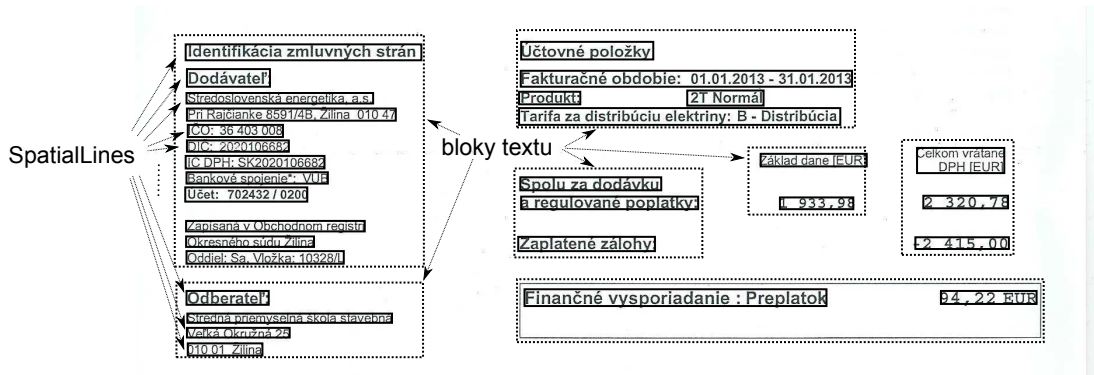 Identifikácia zmluvných strán
Dodávateľ:
Stredoslovenská energetika, a.s.
Pri Rajčianke 8591/4B, Žilina 010 47
IČO: 36 403 008
DIC: 2020106682
IC DPH: SK2020106682
Bankové spojenie*: VUB
Účet: 702432 / 0200
Zapísaná v Obchodnom registri
Okresného súdu Žilina
Oddiel: Sa, Vložka: 10328/L
Odberateľ:
Stredná priemyselná škola stavebná
Veľká Okružná 25
010 01 Žilina
SpatialLines
bloky textu
Účtovné položky
Fakturačné obdobie: 01.01.2013 - 31.01.2013
Produkt: 2T Normál
Tarifa za distribúciu elektriny: B - Distribúcia
Základ dane [EUR]
Celkom vrátane
DPH [EUR]
Spolu za dodávku
a regulované poplatky: 1 933,98 2 320,78
Zaplatené zálohy: -2 415,00
Finančné vysporiadanie : Preplatok 94,22 EUR